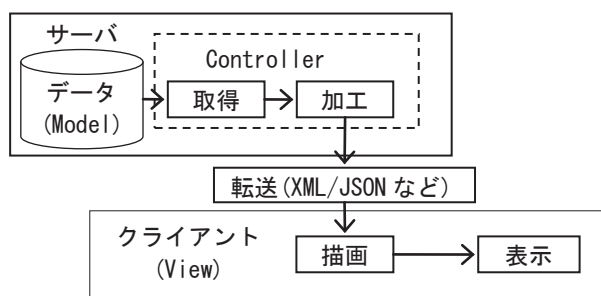 サーバ
Controller
データ
(Model)
取得
加工
転送(XML/JSON など)
クライアント
(View)
描画
表示